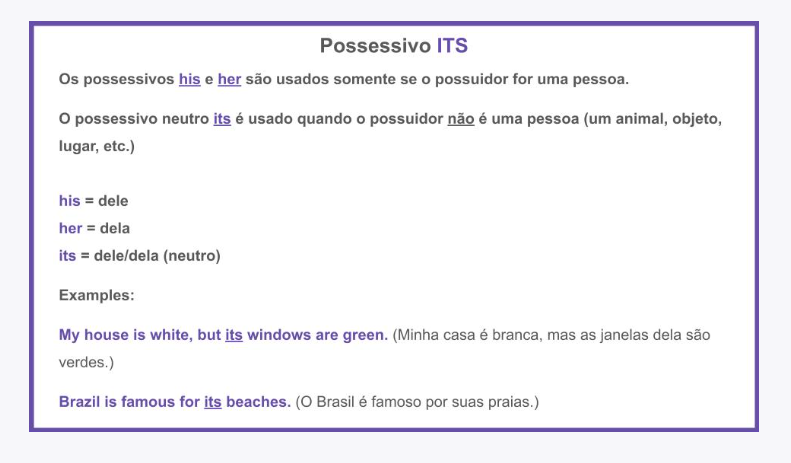 Possessivo ITS
Os possessivos his e her são usados somente se o possuidor for uma pessoa.
O possessivo neutro its é usado quando o possuidor não é uma pessoa (um animal, objeto,
lugar, etc.)
his = dele
her = dela
its = dele/dela (neutro)
Examples:
My house is white, but its windows are green. (Minha casa é branca, mas as janelas dela são
verdes.)
Brazil is famous for its beaches. (O Brasil é famoso por suas praias.)